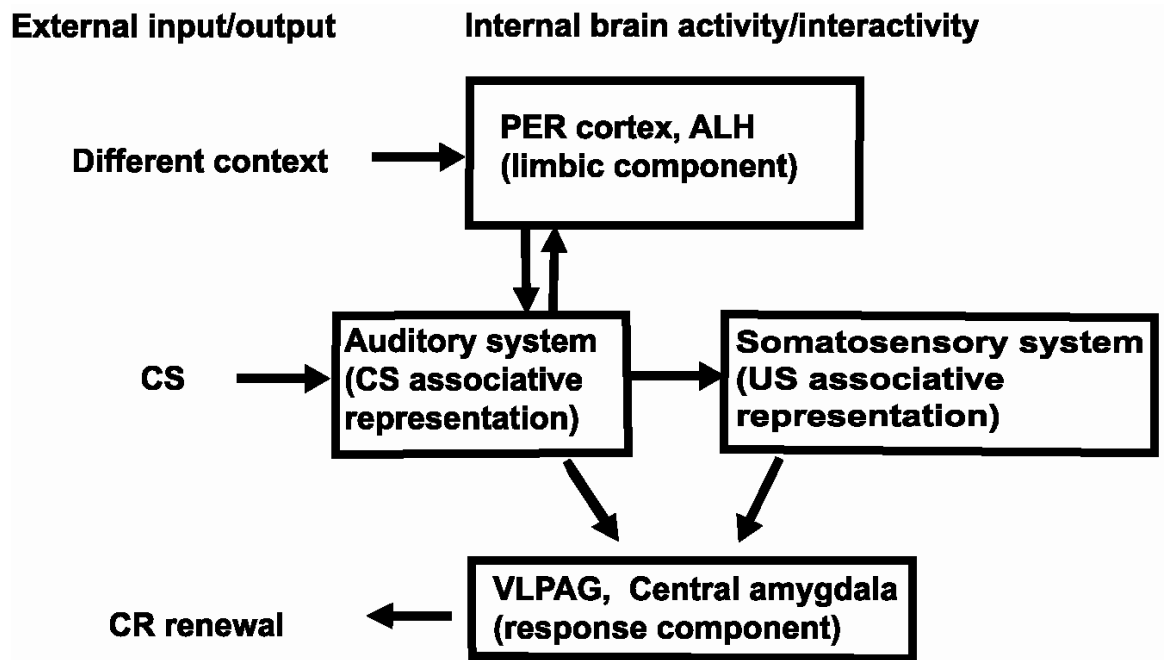 External input/output
Internal brain activity/interactivity
PER cortex, ALH
(limbic component)
Different context
Auditory system
(CS associative
representation)
Somatosensory system
(US associative
representation)
CS
VLPAG, Central amygdala
(response component)
CR renewal